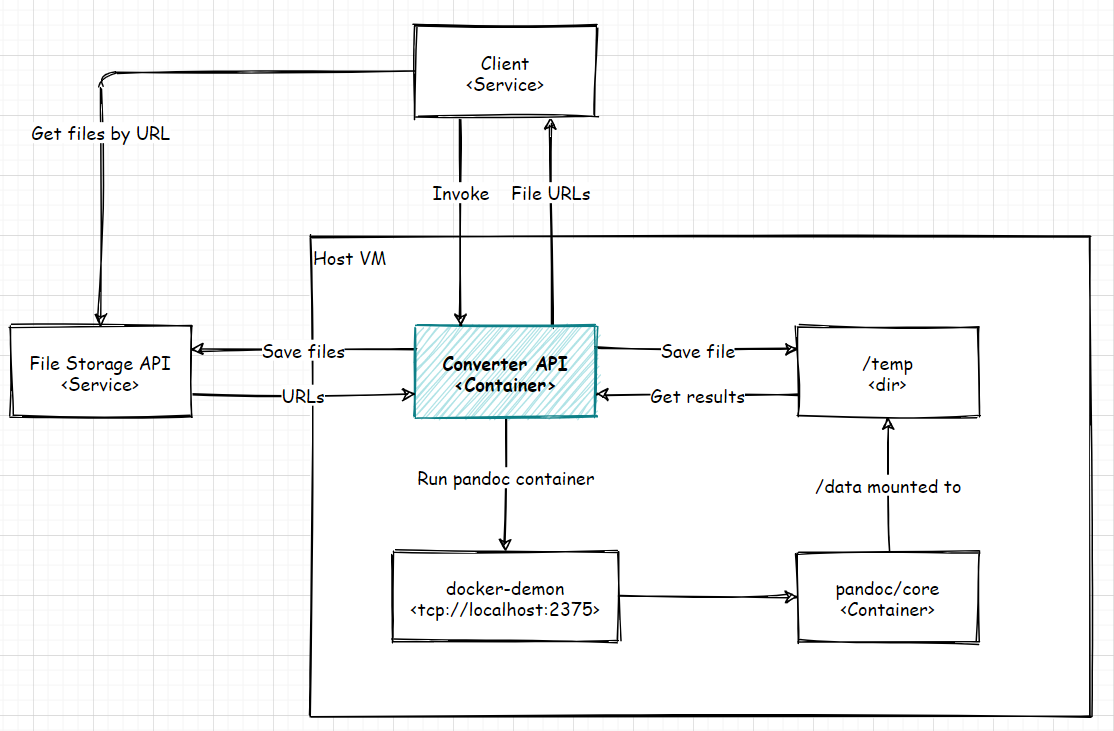 Client
<Service>
Get files by URL
Invoke
File URLs
Host VM
File Storage API
<Service>
Save files
URLs
Converter API
<Container>
Save file
Get results
/temp
<dir>
Run pandoc container
/data mounted to
docker-demon
<tcp://localhost:2375>
pandoc/core
<Container>